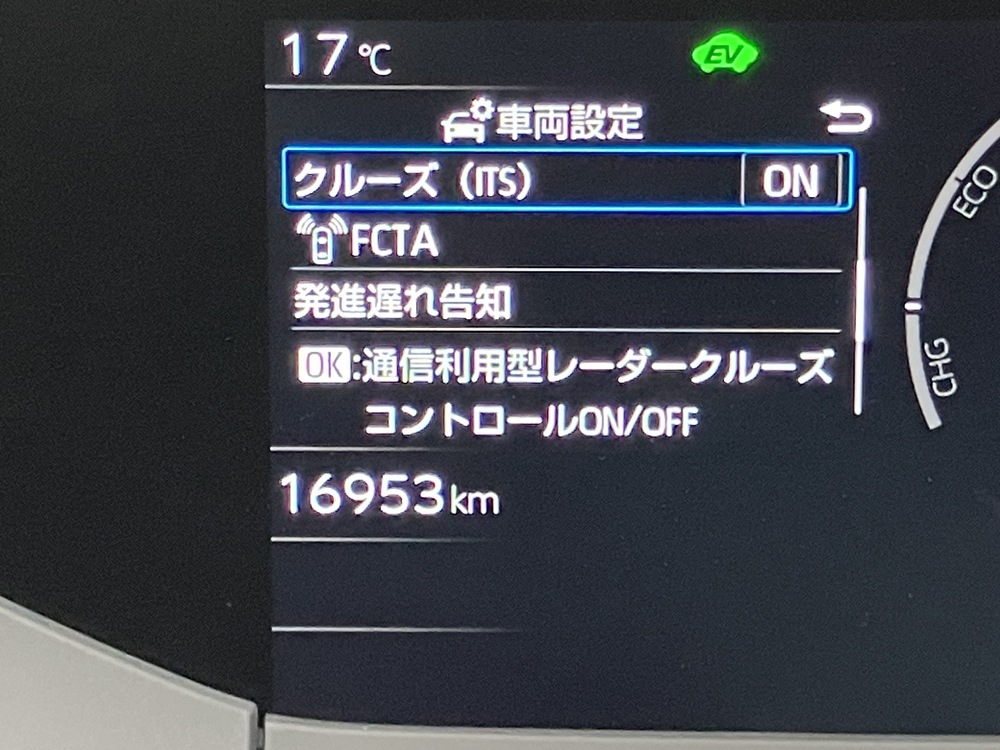 17℃
EV
車両設定
クルーズ（ITS） ON
FCTA
発進遅れ告知
OK:通信利用型レーダークルーズ
コントロールON/OFF
16953km
ECO
CHG